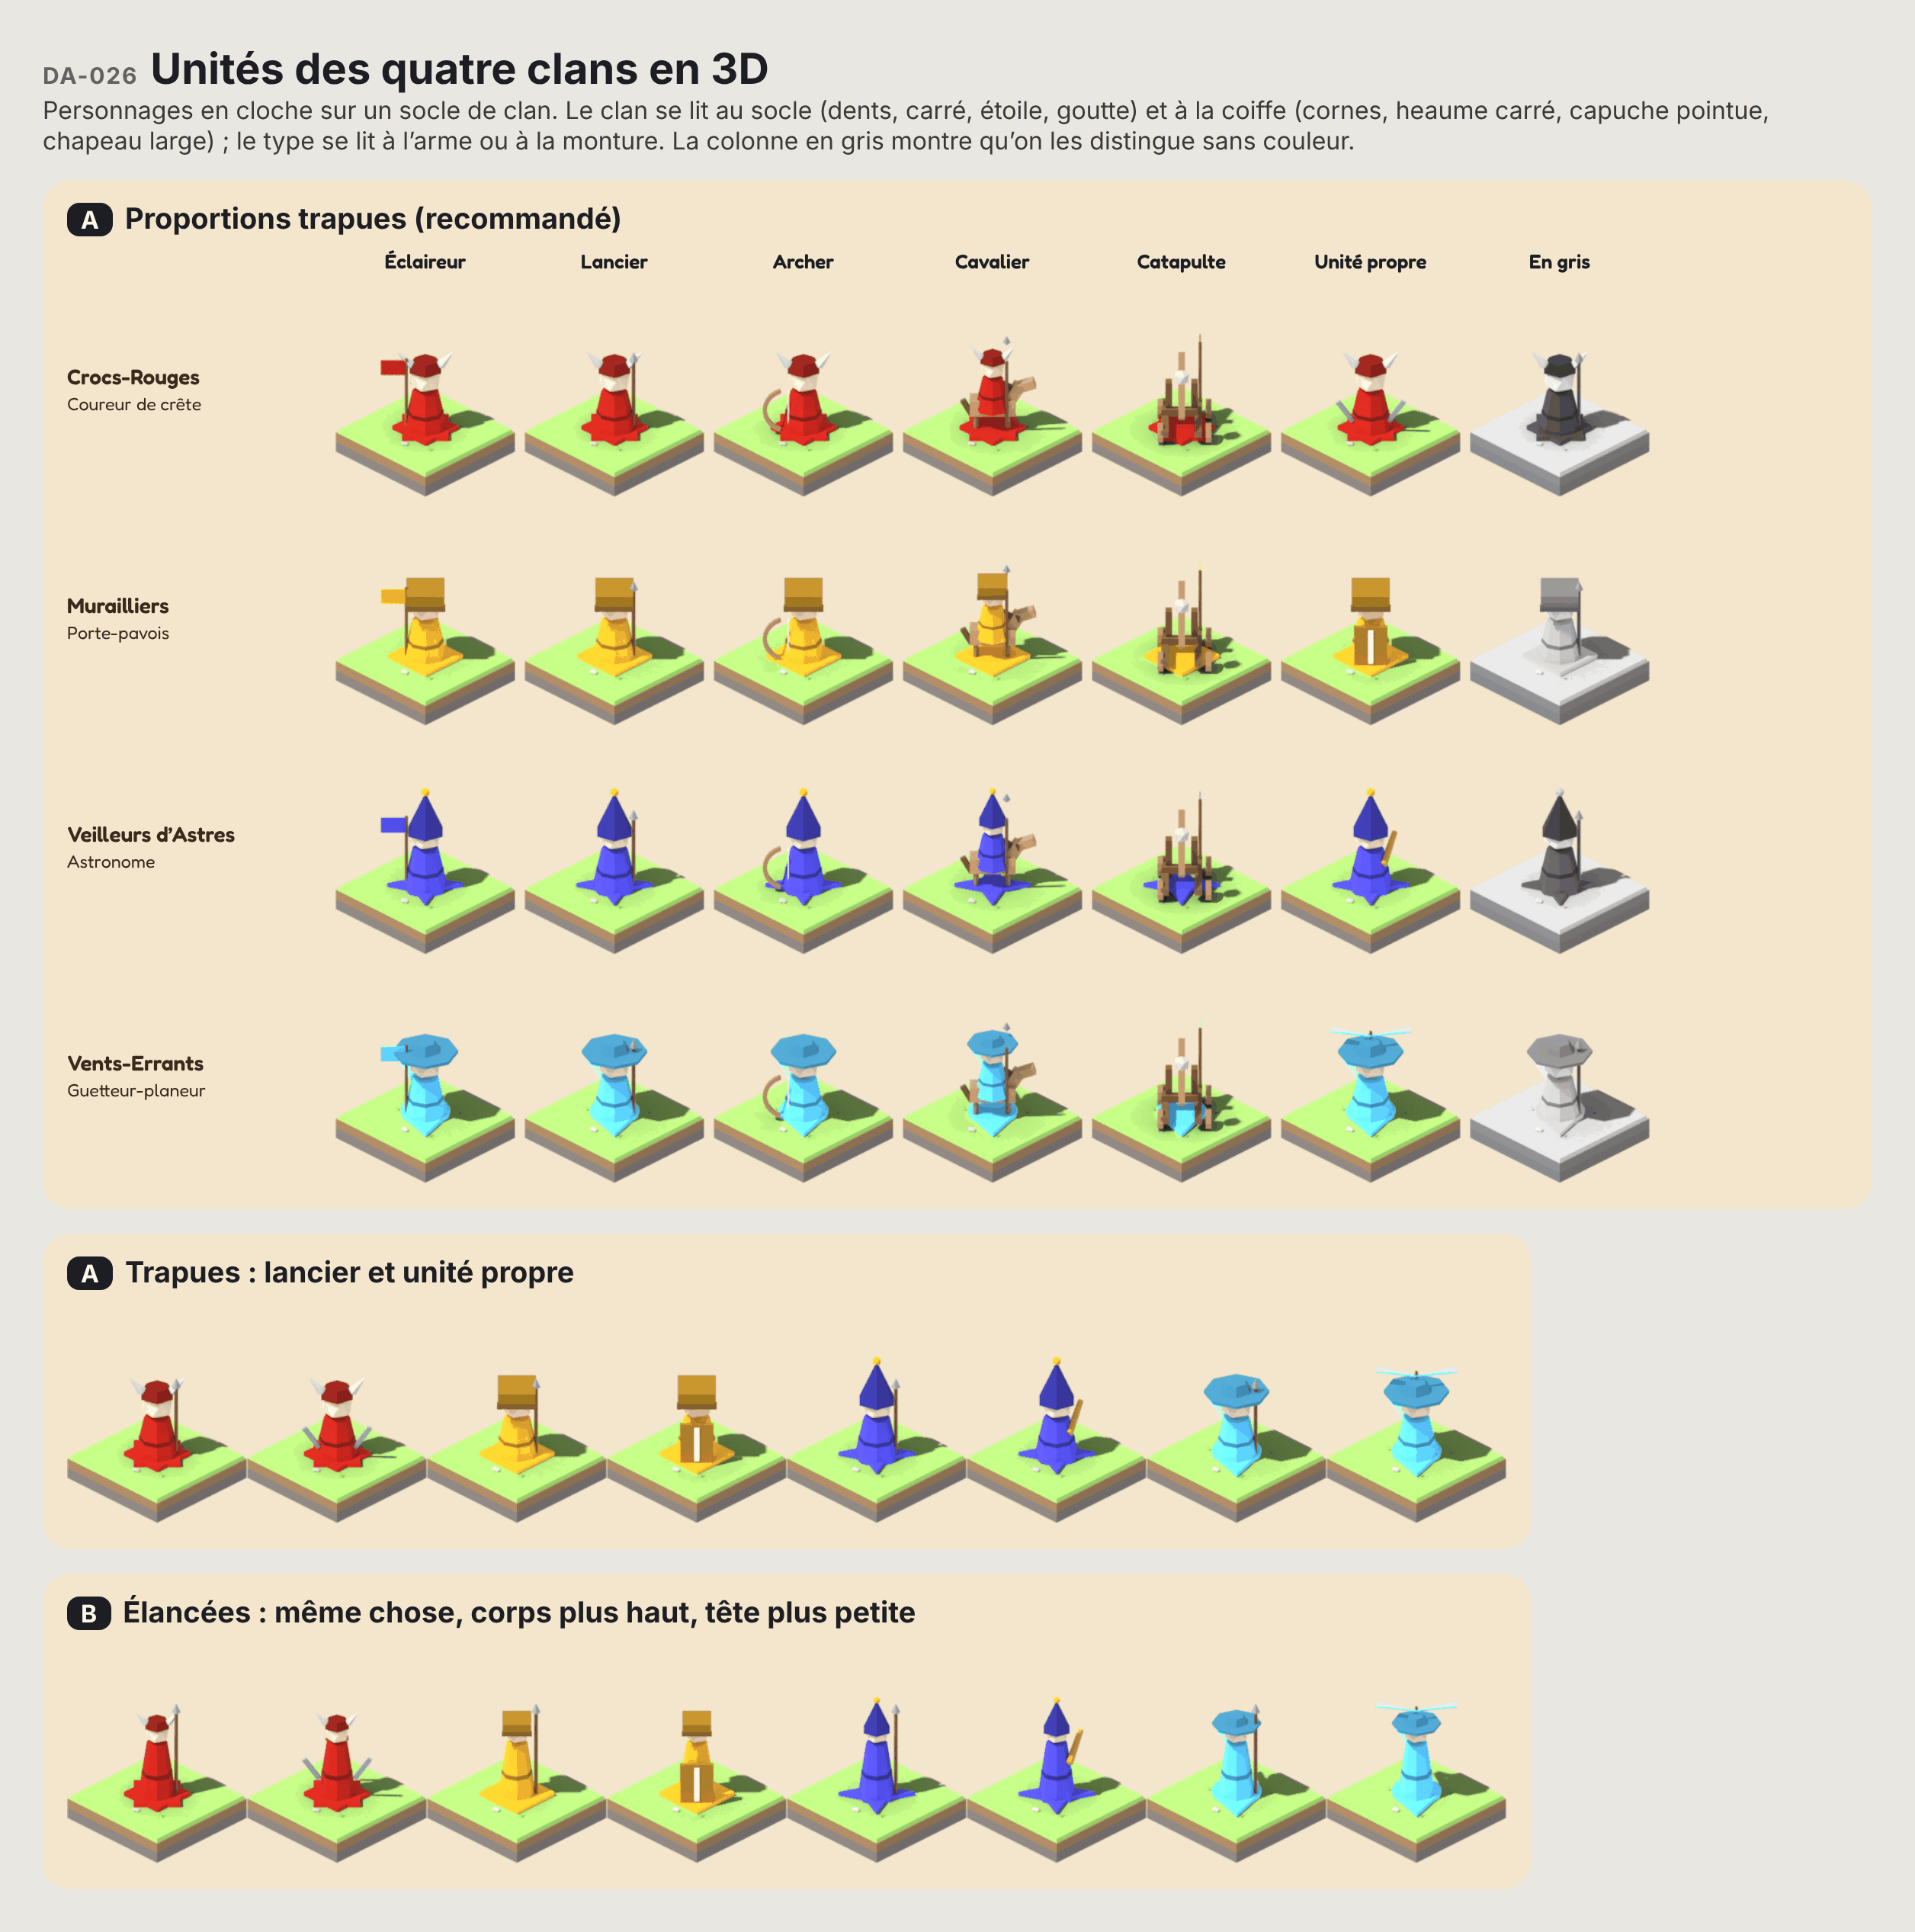 DA-026 Unités des quatre clans en 3D
Personnages en cloche sur un socle de clan. Le clan se lit au socle (dents, carré, étoile, goutte) et à la coiffe (cornes, heaume carré, capuche pointue,
chapeau large) ; le type se lit à l’arme ou à la monture. La colonne en gris montre qu’on les distingue sans couleur.
A Proportions trapues (recommandé)
Éclaireur Lancier Archer Cavalier Catapulte Unité propre En gris
Crocs-Rouges
Coureur de crête
Murailliers
Porte-pavois
Veilleurs d’Astres
Astronome
Vents-Errants
Guetteur-planeur
A Trapues : lancier et unité propre
B Élancées : même chose, corps plus haut, tête plus petite